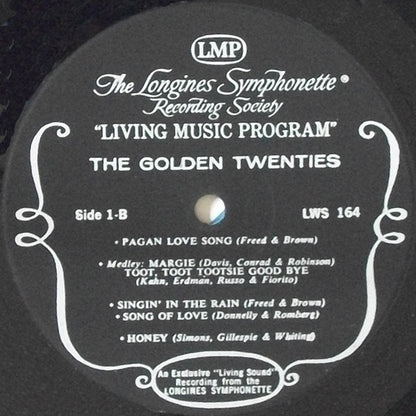 LMP
The Longines Symphonette®
Recording Society
"LIVING MUSIC PROGRAM"
THE GOLDEN TWENTIES
Side 1-B LWS 164
• PAGAN LOVE SONG (Freed & Brown)
• Medley: MARGIE (Davis, Conrad & Robinson)
TOOT, TOOT TOOTSIE GOOD BYE
(Kahn, Erdman, Russo & Fiorito)
• SINGIN' IN THE RAIN (Freed & Brown)
• SONG OF LOVE (Donnelly & Romberg)
• HONEY (Simons, Gillespie & Whiting)
An Exclusive "Living Sound"
Recording from the
LONGINES SYMPHONETTE